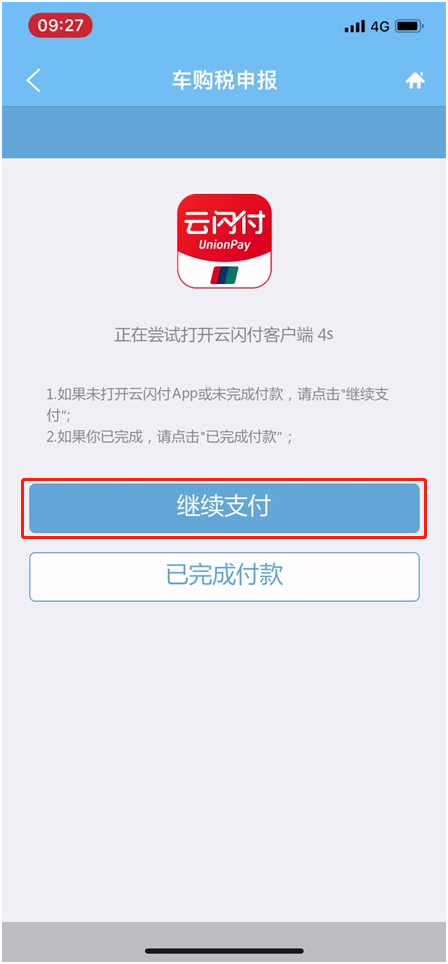 09:27
4G
车购税申报
云闪付
UnionPay
正在尝试打开云闪付客户端 4s
1.如果未打开云闪付App或未完成付款，请点击“继续支
付”;
2.如果你已完成，请点击“已完成付款”；
继续支付
已完成付款